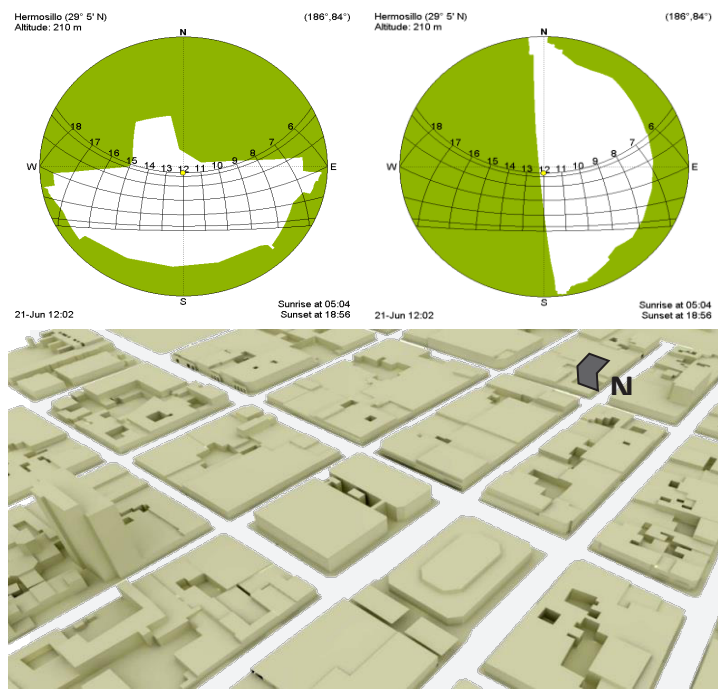 Hermosillo (29° 5' N)
Altitude: 210 m
(186°,84°)
N
18
17
16
15
14
13
12
11
10
9
8
7
6
W
E
S
21-Jun 12:02
Sunrise at 05:04
Sunset at 18:56
Hermosillo (29° 5' N)
Altitude: 210 m
(186°,84°)
N
18
17
16
15
14
13
12
11
10
9
8
7
6
W
E
S
21-Jun 12:02
Sunrise at 05:04
Sunset at 18:56
N